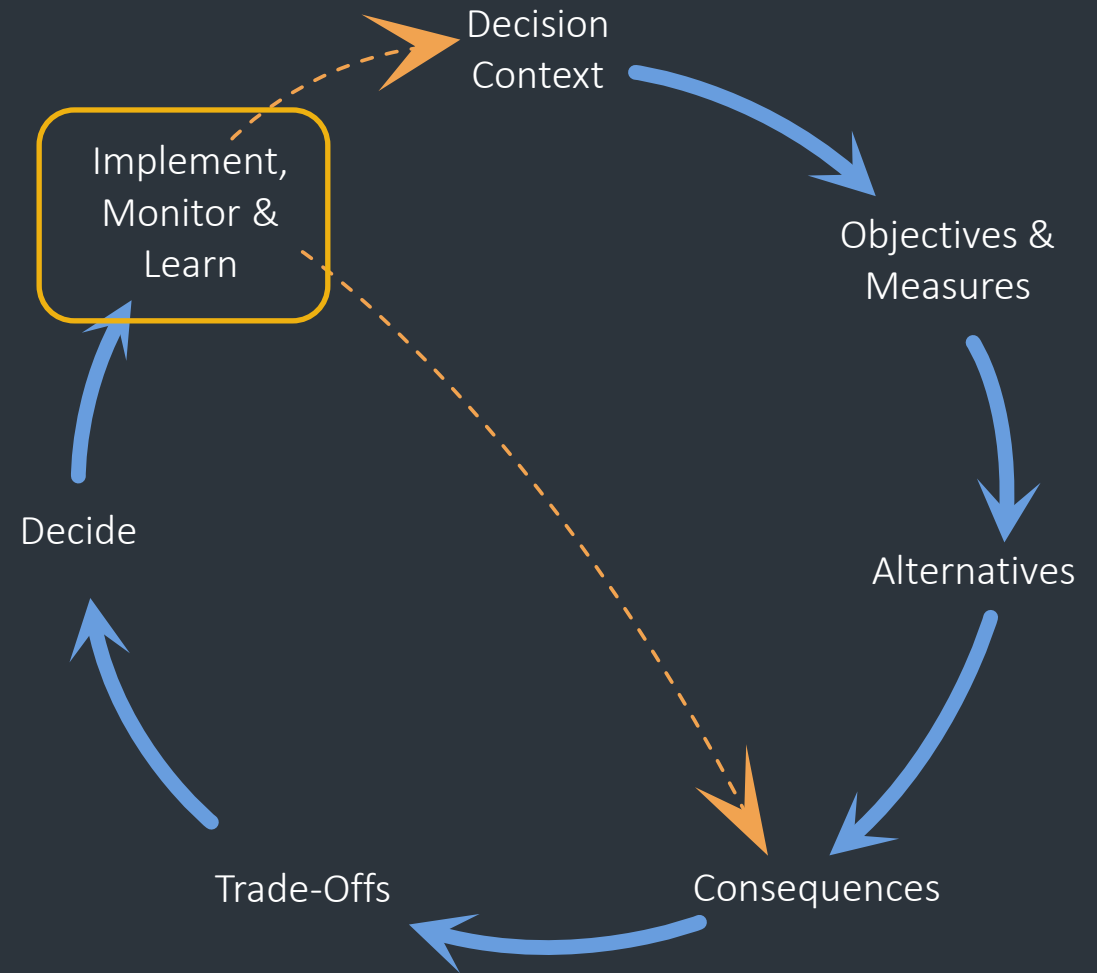 Decision
Context
Implement,
Monitor &
Learn
Objectives &
Measures
Decide
Alternatives
Trade-Offs
Consequences